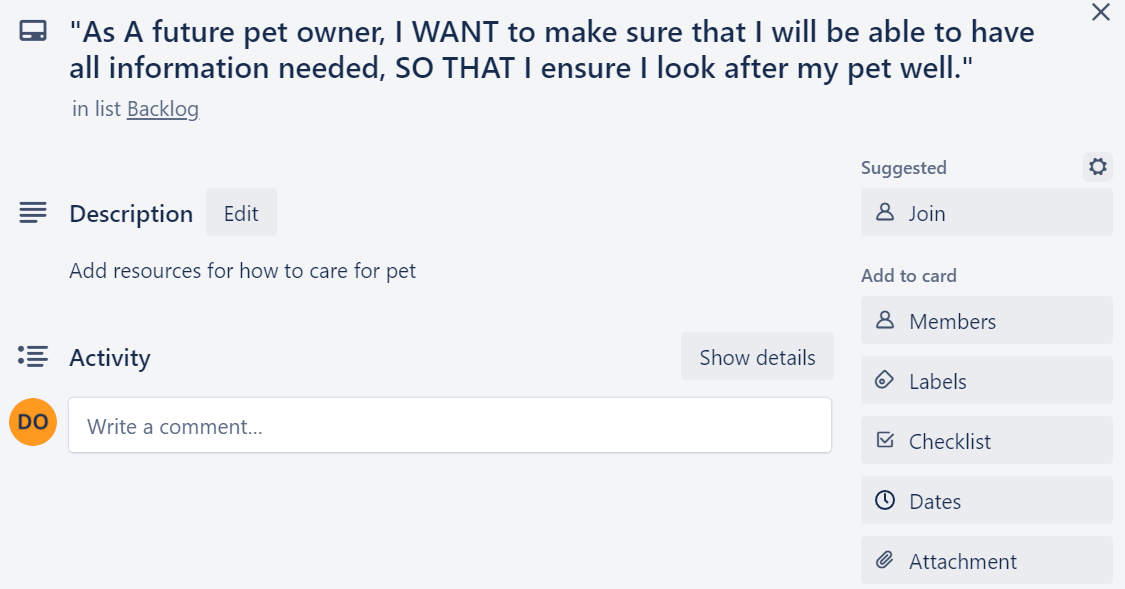 "As A future pet owner, I WANT to make sure that I will be able to have
all information needed, SO THAT I ensure I look after my pet well."
in list Backlog
Suggested
Join
Description
Edit
Add resources for how to care for pet
Add to card
Members
Activity
Show details
Labels
DO
Write a comment...
Checklist
Dates
Attachment